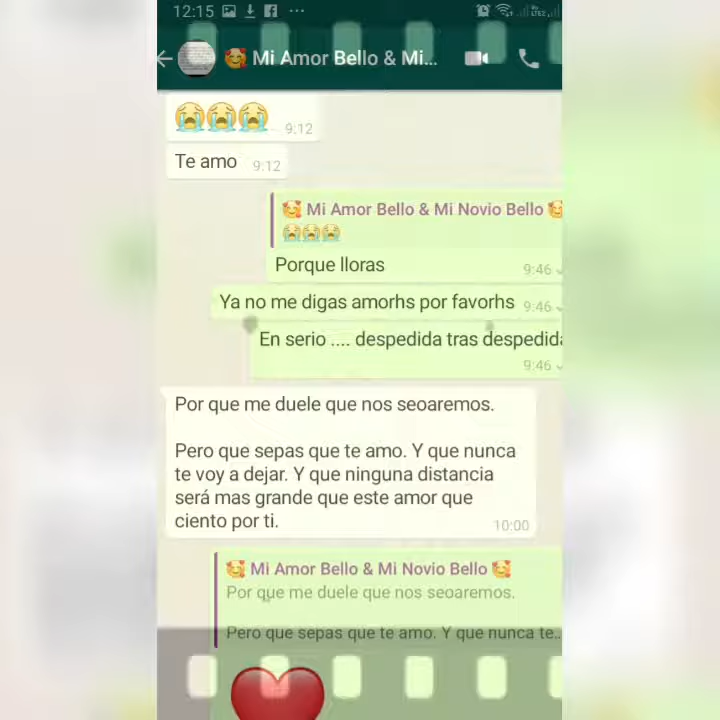 12:15
🥰 Mi Amor Bello & Mi...
😭😭😭 9:12
Te amo 9:12
🥰 Mi Amor Bello & Mi Novio Bello 🥰
😭😭😭
Porque lloras 9:46
Ya no me digas amorhs por favorhs 9:46
En serio .... despedida tras despedida
9:46
Por que me duele que nos seoaremos.
Pero que sepas que te amo. Y que nunca
te voy a dejar. Y que ninguna distancia
será mas grande que este amor que
ciento por ti. 10:00
🥰 Mi Amor Bello & Mi Novio Bello 🥰
Por que me duele que nos seoaremos.
Pero que sepas que te amo. Y que nunca te..